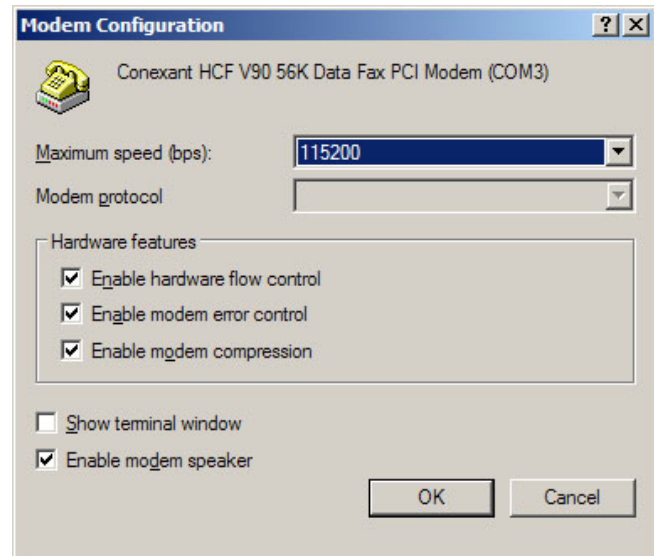 Modem Configuration
Conexant HCF V90 56K Data Fax PCI Modem (COM3)
Maximum speed (bps):
115200
Modem protocol
Hardware features
Enable hardware flow control
Enable modem error control
Enable modem compression
Show terminal window
Enable modem speaker
OK
Cancel